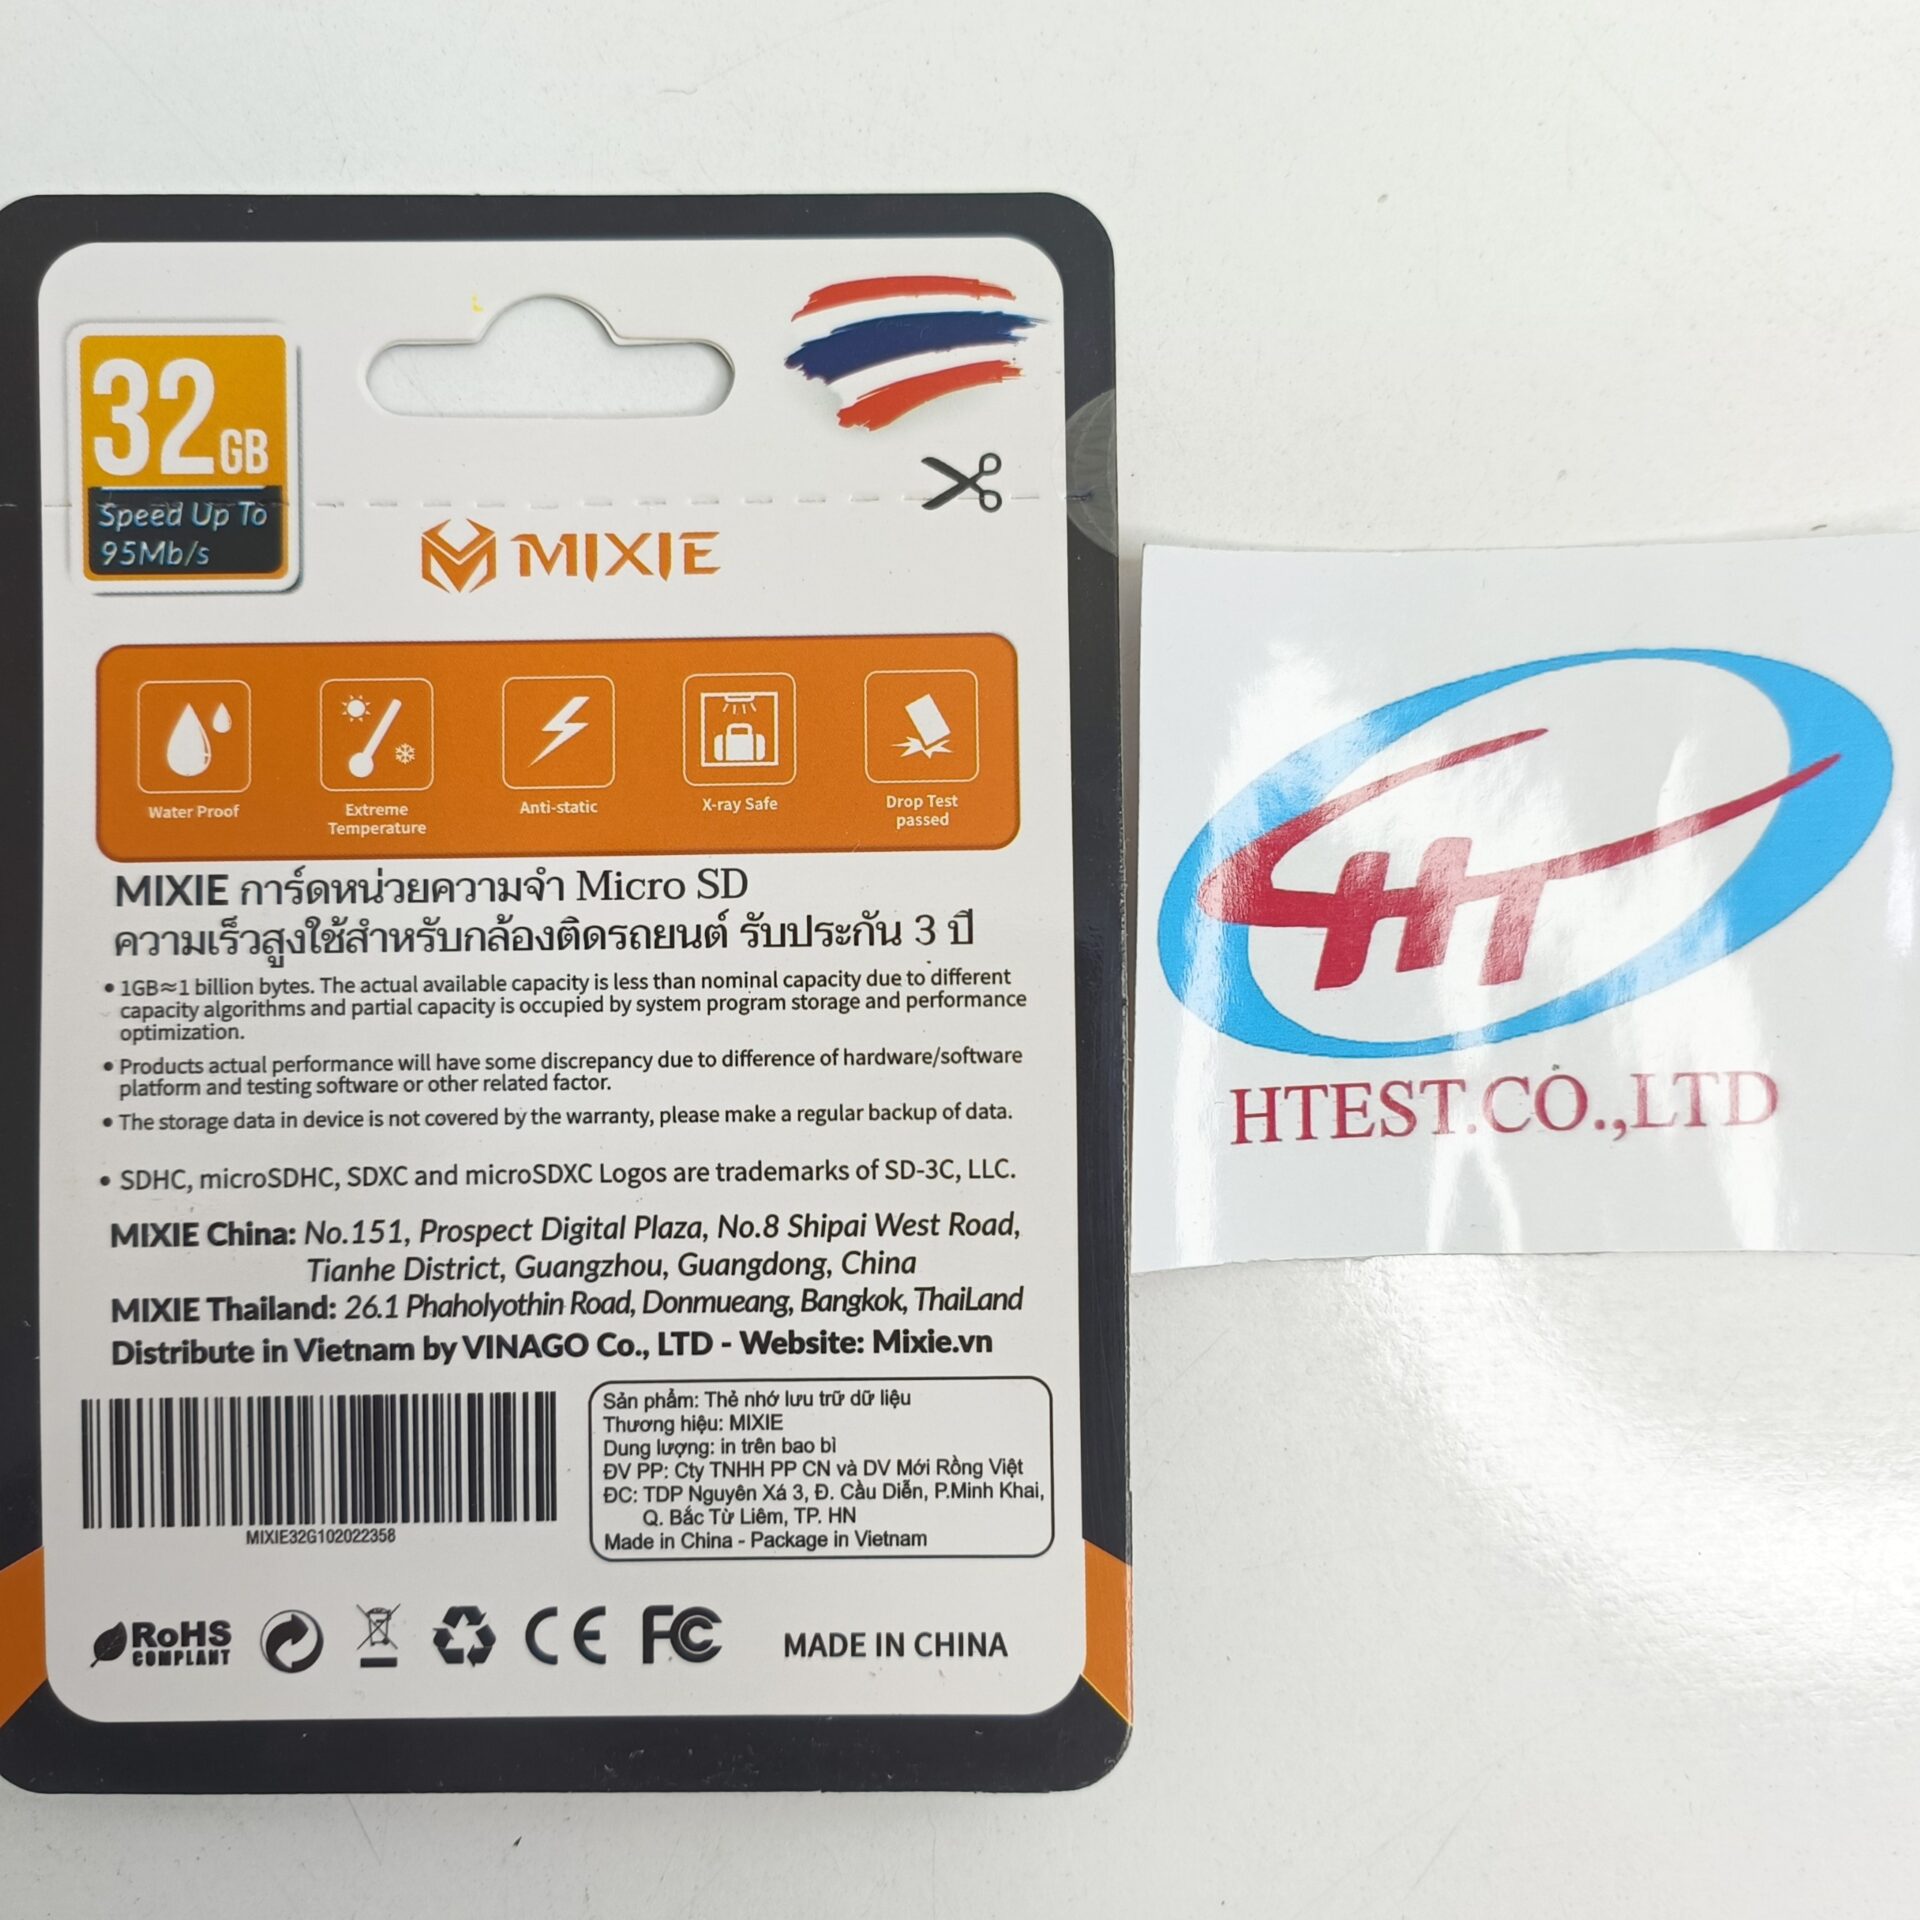 32GB
Speed Up To
95Mb/s
MIXIE
Water Proof
Extreme
Temperature
Anti-static
X-ray Safe
Drop Test
passed
MIXIE การ์ดหน่วยความจำ Micro SD
ความเร็วสูงใช้สำหรับกล้องติดรถยนต์ รับประกัน 3 ปี
• 1GB≈1 billion bytes. The actual available capacity is less than nominal capacity due to different
capacity algorithms and partial capacity is occupied by system program storage and performance
optimization.
• Products actual performance will have some discrepancy due to difference of hardware/software
platform and testing software or other related factor.
• The storage data in device is not covered by the warranty, please make a regular backup of data.
• SDHC, microSDHC, SDXC and microSDXC Logos are trademarks of SD-3C, LLC.
MIXIE China: No.151, Prospect Digital Plaza, No.8 Shipai West Road,
Tianhe District, Guangzhou, Guangdong, China
MIXIE Thailand: 26.1 Phaholyothin Road, Donmueang, Bangkok, ThaiLand
Distribute in Vietnam by VINAGO Co., LTD - Website: Mixie.vn
MIXIE32G102022358
Sản phẩm: Thẻ nhớ lưu trữ dữ liệu
Thương hiệu: MIXIE
Dung lượng: in trên bao bì
ĐV PP: Cty TNHH PP CN và DV Mới Rồng Việt
ĐC: TDP Nguyên Xá 3, Đ. Cầu Diễn, P.Minh Khai,
Q. Bắc Từ Liêm, TP. HN
Made in China - Package in Vietnam
RoHS
COMPLANT
CE
FC
MADE IN CHINA
HT
HTEST.CO.,LTD